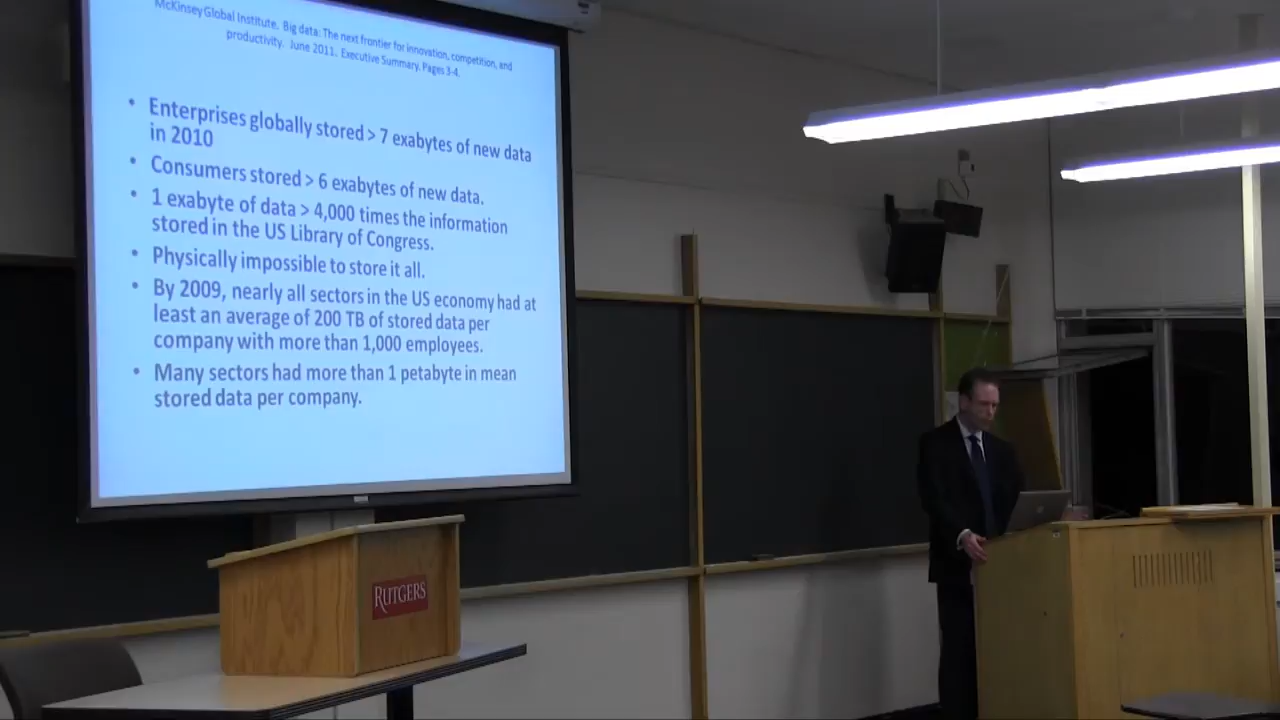 McKinsey Global Institute. Big data: The next frontier for innovation, competition, and
productivity. June 2011. Executive Summary. Pages 3-4.
• Enterprises globally stored > 7 exabytes of new data
in 2010
• Consumers stored > 6 exabytes of new data.
• 1 exabyte of data > 4,000 times the information
stored in the US Library of Congress.
• Physically impossible to store it all.
• By 2009, nearly all sectors in the US economy had at
least an average of 200 TB of stored data per
company with more than 1,000 employees.
• Many sectors had more than 1 petabyte in mean
stored data per company.
RUTGERS